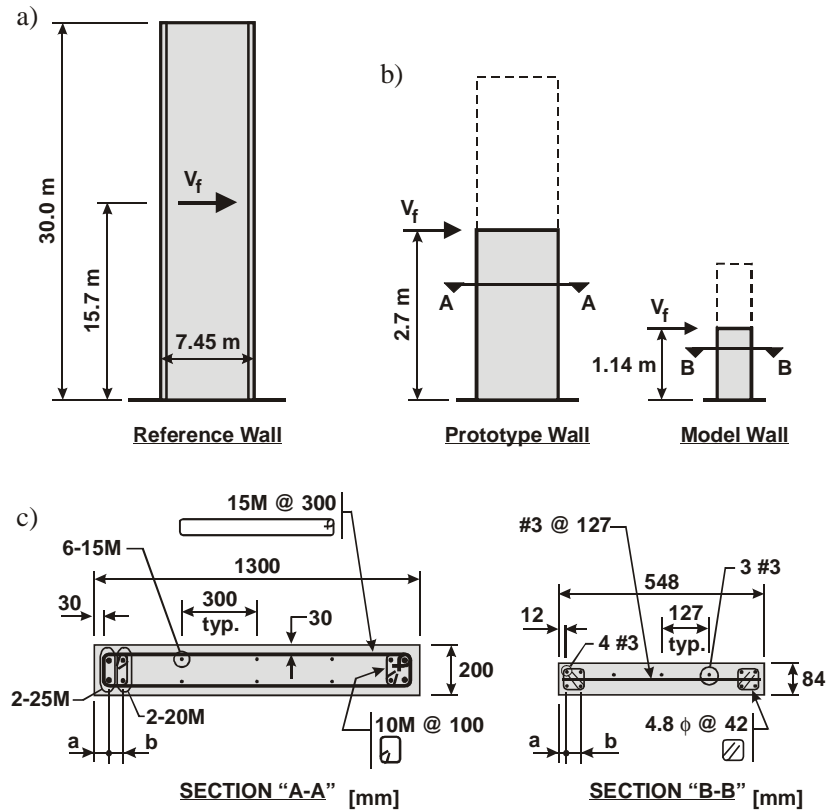 a)
30.0 m
15.7 m
Vf
7.45 m
Reference Wall
b)
Vf
2.7 m
A
A
Prototype Wall
Vf
1.14 m
B
B
Model Wall
c)
15M @ 300
6-15M
1300
30
300
typ.
30
200
2-25M
2-20M
10M @ 100
a
b
SECTION “A-A” [mm]
#3 @ 127
3 #3
548
12
127
typ.
4 #3
84
4.8 ϕ @ 42
a
b
SECTION “B-B” [mm]